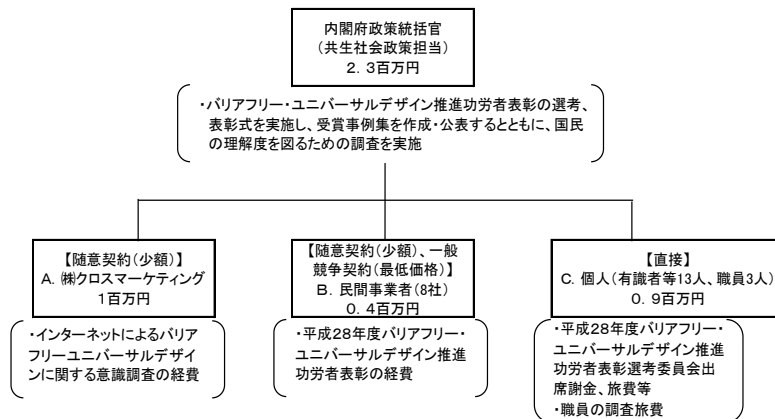 内閣府政策統括官
（共生社会政策担当）
２．３百万円
・バリアフリー・ユニバーサルデザイン推進功労者表彰の選考、
表彰式を実施し、受賞事例集を作成・公表するとともに、国民
の理解度を図るための調査を実施
【随意契約（少額）】
A．㈱クロスマーケティング
１百万円
・インターネットによるバリア
フリーユニバーサルデザイ
ンに関する意識調査の経費
【随意契約（少額）、一般
競争契約（最低価格）】
B．民間事業者（8社）
０．４百万円
・平成28年度バリアフリー・
ユニバーサルデザイン推進
功労者表彰の経費
【直接】
C．個人（有識者等13人、職員3人）
０．９百万円
・平成28年度バリアフリー・
ユニバーサルデザイン推進
功労者表彰選考委員会出
席謝金、旅費等
・職員の調査旅費